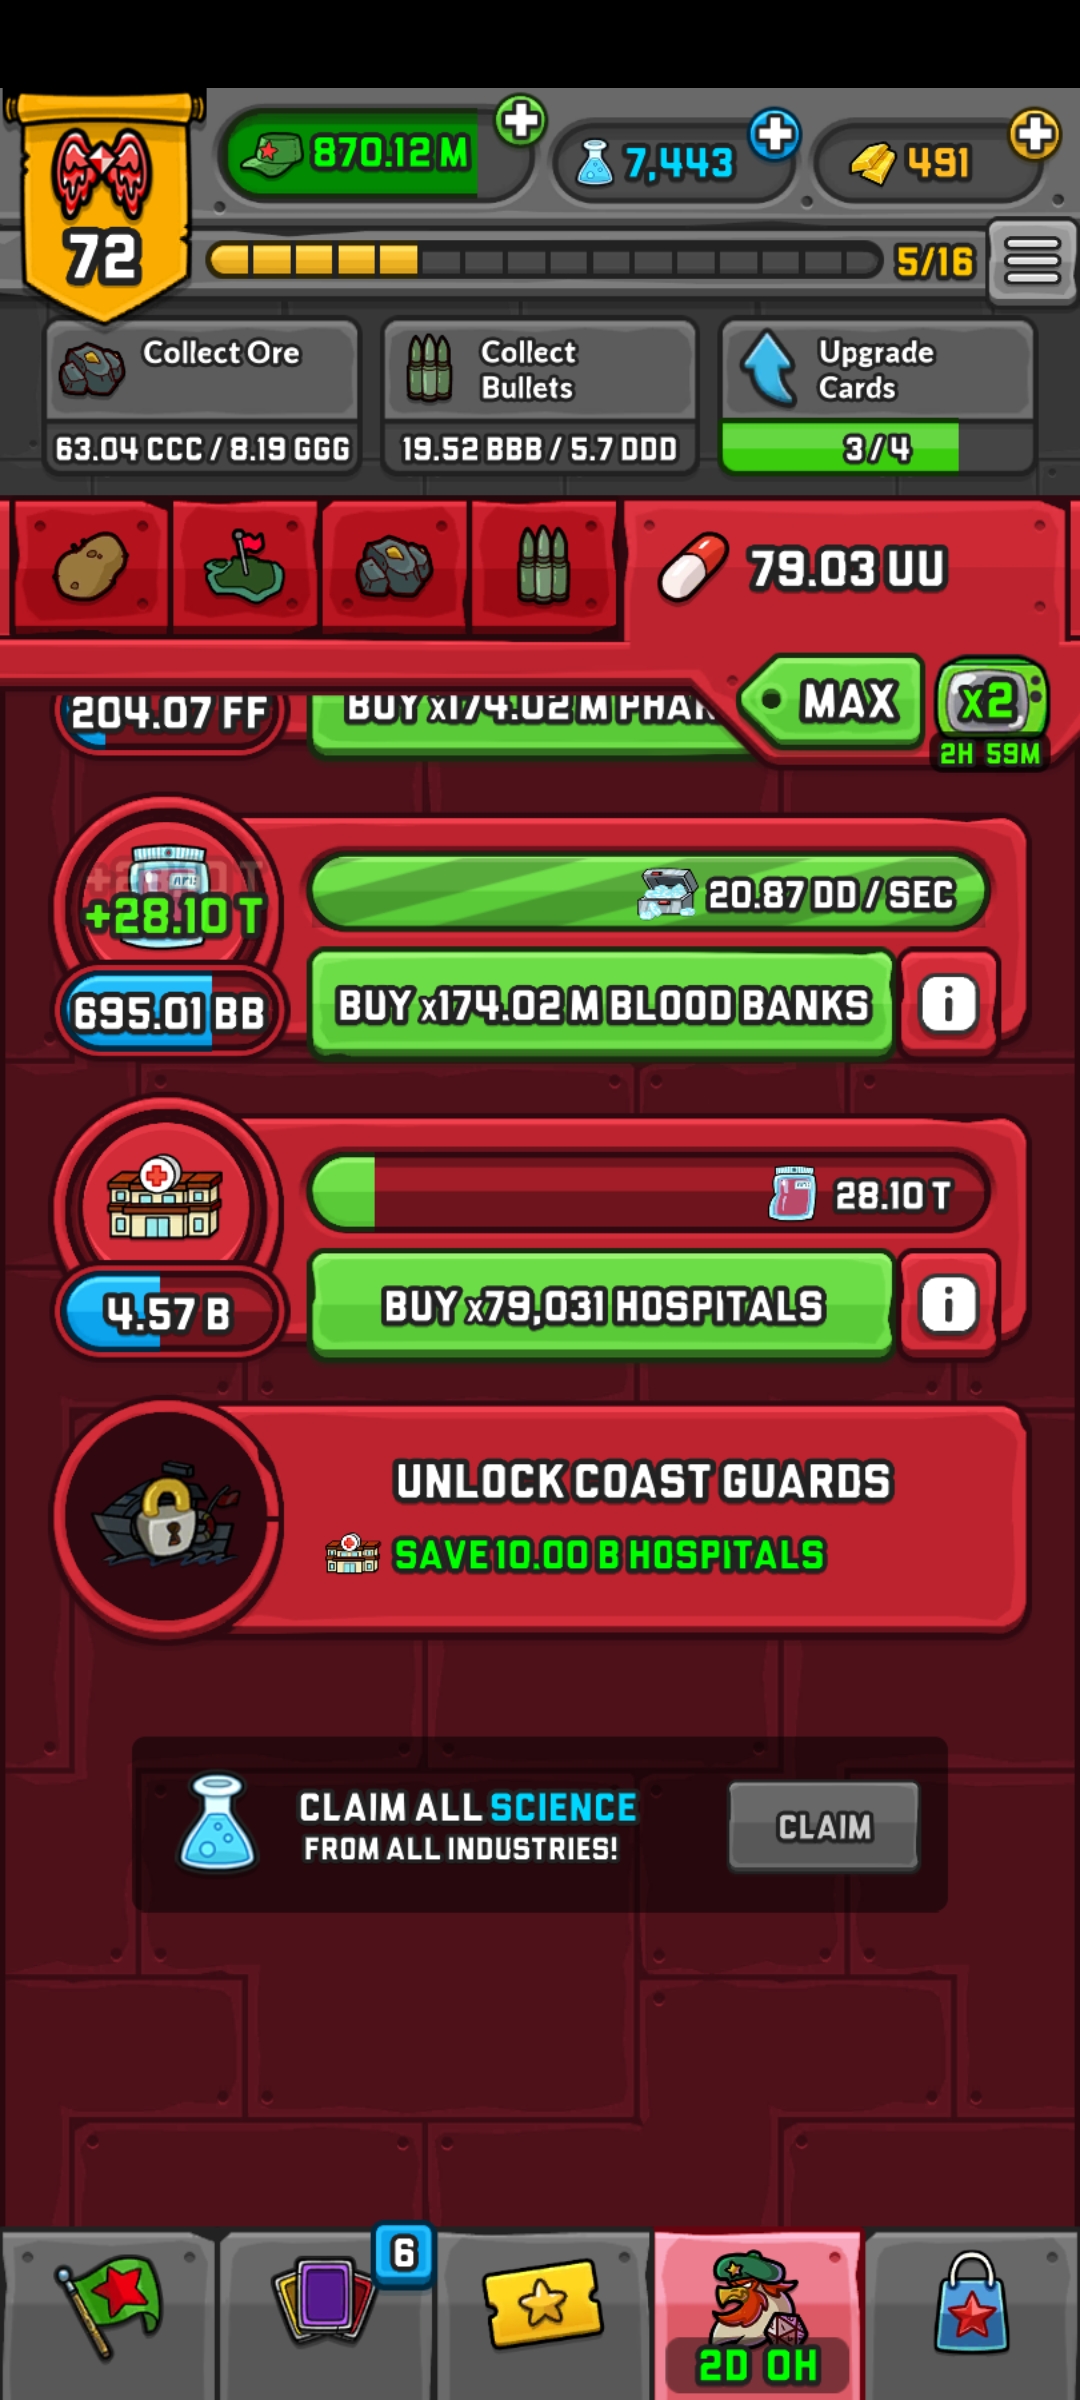 870.12 M
7,443
491
72
5/16
Collect Ore
63.04 CCC / 8.19 GGG
Collect
Bullets
19.52 BBB / 5.7 DDD
Upgrade
Cards
3/4
79.03 UU
MAX
x2
2H 59M
204.07 FF
BUY x174.02 M
20.87 DD / SEC
+28.10 T
695.01 BB
BUY x174.02 M BLOOD BANKS
i
28.10 T
4.57 B
BUY x79,031 HOSPITALS
i
UNLOCK COAST GUARDS
SAVE 10.00 B HOSPITALS
CLAIM ALL SCIENCE
FROM ALL INDUSTRIES!
CLAIM
6
2D 0H